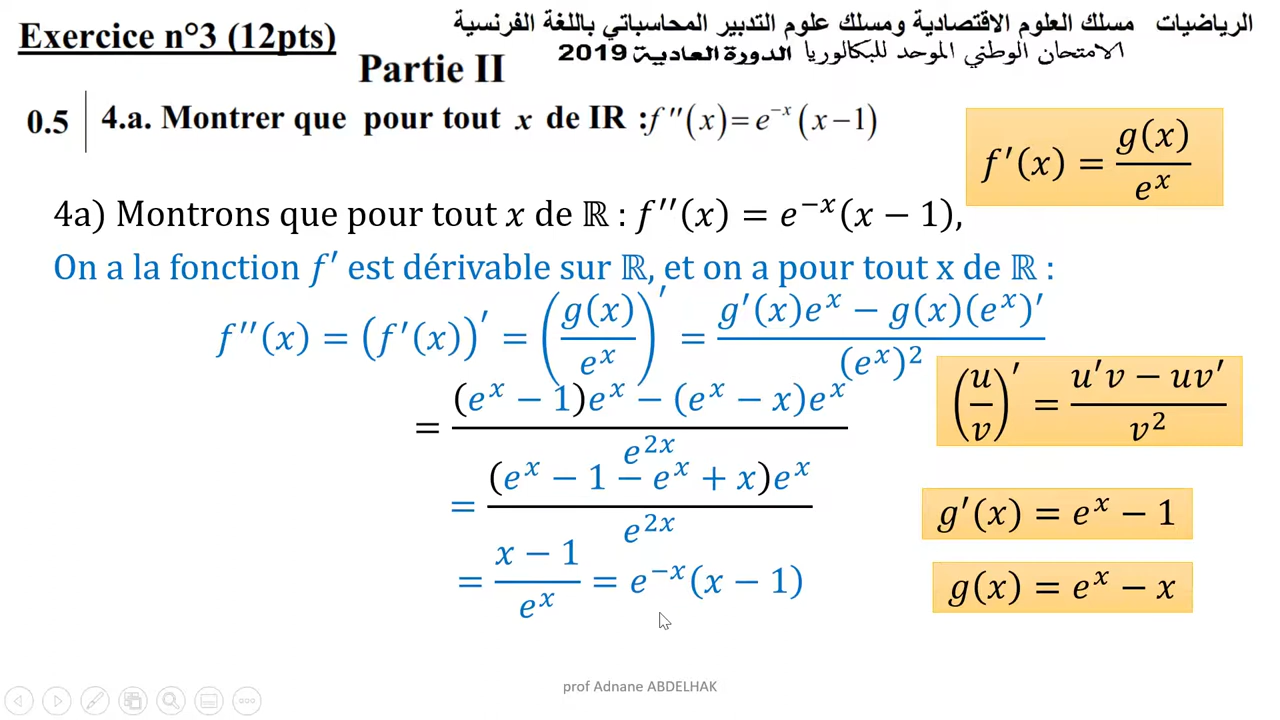 Exercice n°3 (12pts)
الرياضيات مسلك العلوم الاقتصادية ومسلك علوم التدبير المحاسباتي باللغة الفرنسية
الامتحان الوطني الموحد للبكالوريا الدورة العادية 2019
Partie II
0.5 4.a. Montrer que pour tout x de IR : f''(x)=e^{-x}(x-1)
f'(x) = g(x)/e^x
4a) Montrons que pour tout x de ℝ : f''(x) = e^{-x}(x − 1),
On a la fonction f' est dérivable sur ℝ, et on a pour tout x de ℝ :
f''(x) = (f'(x))' = (g(x)/e^x)' = (g'(x)e^x − g(x)(e^x)')/(e^x)^2
= ((e^x − 1)e^x − (e^x − x)e^x)/e^{2x}
(u/v)' = (u'v − uv')/v^2
= ((e^x − 1 − e^x + x)e^x)/e^{2x}
g'(x) = e^x − 1
= (x − 1)/e^x = e^{-x}(x − 1)
g(x) = e^x − x
prof Adnane ABDELHAK